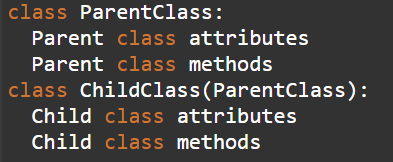 class ParentClass:
  Parent class attributes
  Parent class methods
class ChildClass(ParentClass):
  Child class attributes
  Child class methods